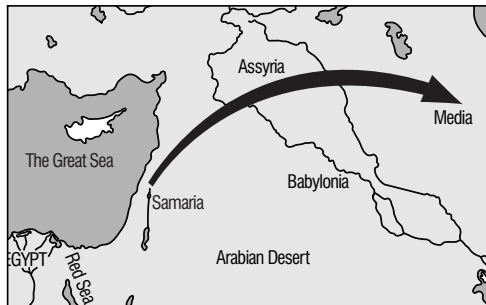 Assyria
Media
The Great Sea
Babylonia
Samaria
EGYPT
Red Sea
Arabian Desert